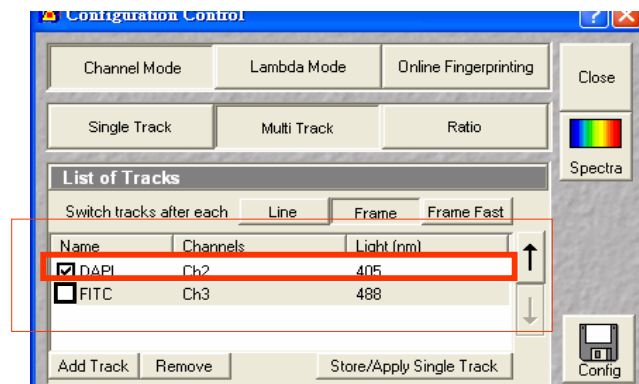 Configuration Control
Channel Mode Lambda Mode Online Fingerprinting Close
Single Track Multi Track Ratio
Spectra
List of Tracks
Switch tracks after each Line Frame Frame Fast
Name Channels Light (nm)
DAPI Ch2 405
FITC Ch3 488
Add Track Remove Store/Apply Single Track Config